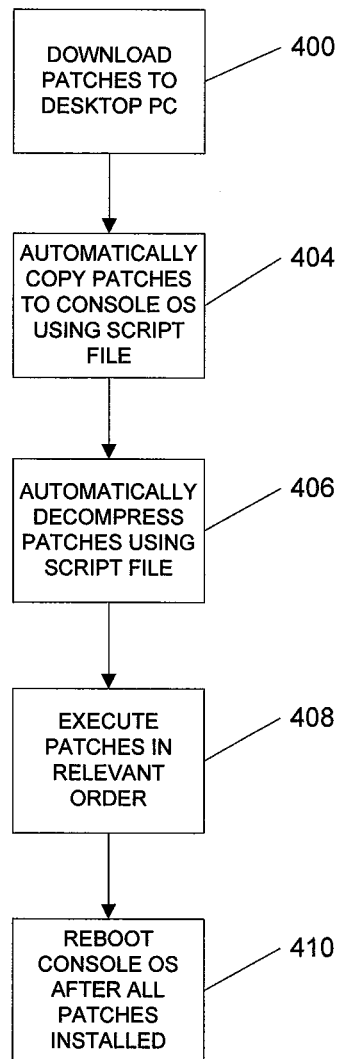 DOWNLOAD
PATCHES TO
DESKTOP PC
400
AUTOMATICALLY
COPY PATCHES
TO CONSOLE OS
USING SCRIPT
FILE
404
AUTOMATICALLY
DECOMPRESS
PATCHES USING
SCRIPT FILE
406
EXECUTE
PATCHES IN
RELEVANT
ORDER
408
REBOOT
CONSOLE OS
AFTER ALL
PATCHES
INSTALLED
410